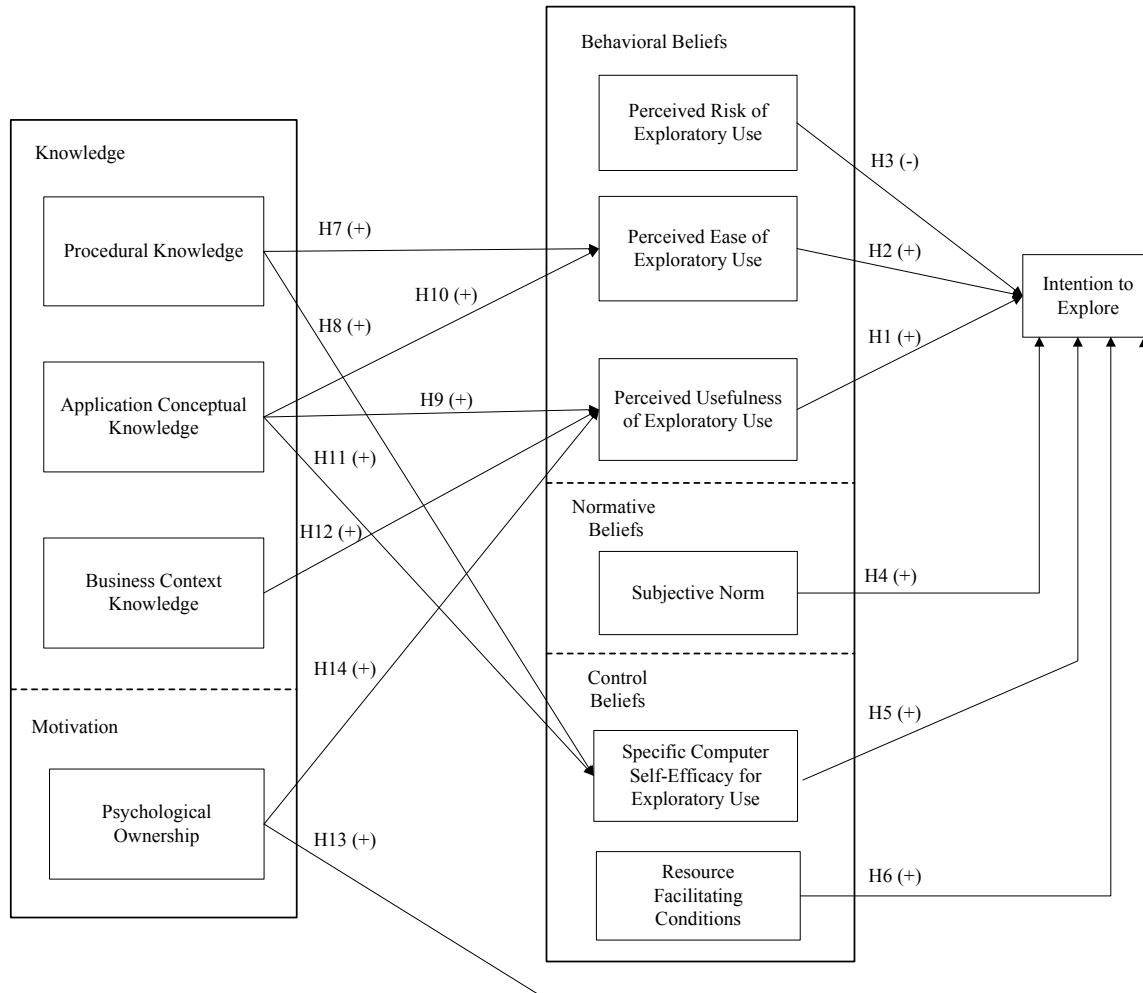 Knowledge
Procedural Knowledge
Application Conceptual
Knowledge
Business Context
Knowledge
Motivation
Psychological
Ownership
H7 (+)
H10 (+)
H8 (+)
H9 (+)
H11 (+)
H12 (+)
H14 (+)
H13 (+)
Behavioral Beliefs
Perceived Risk of
Exploratory Use
Perceived Ease of
Exploratory Use
Perceived Usefulness
of Exploratory Use
Normative
Beliefs
Subjective Norm
Control
Beliefs
Specific Computer
Self-Efficacy for
Exploratory Use
Resource
Facilitating
Conditions
H3 (-)
H2 (+)
H1 (+)
H4 (+)
H5 (+)
H6 (+)
Intention to
Explore